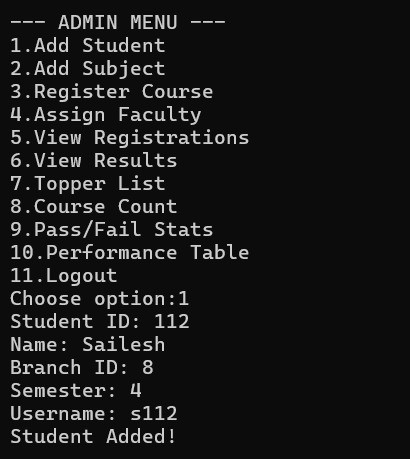 --- ADMIN MENU ---
1.Add Student
2.Add Subject
3.Register Course
4.Assign Faculty
5.View Registrations
6.View Results
7.Topper List
8.Course Count
9.Pass/Fail Stats
10.Performance Table
11.Logout
Choose option:1
Student ID: 112
Name: Sailesh
Branch ID: 8
Semester: 4
Username: s112
Student Added!